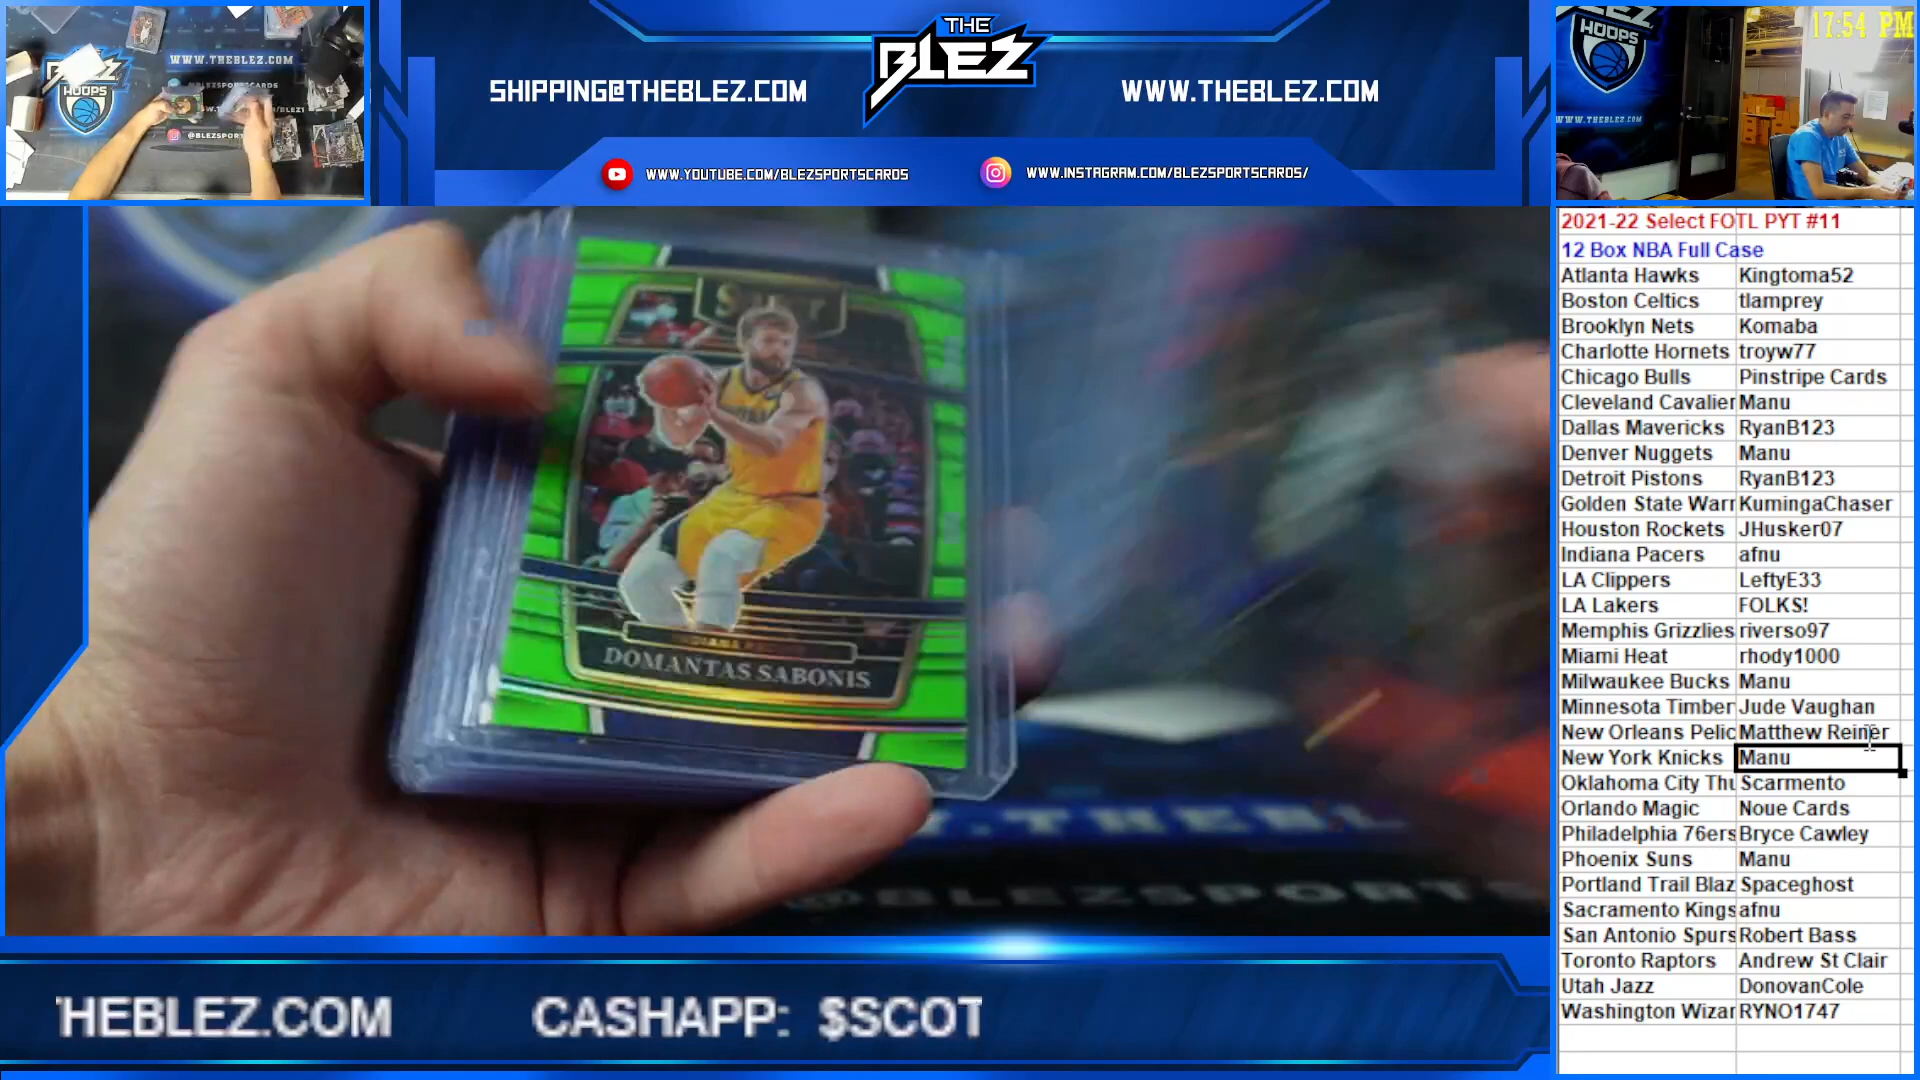 WWW.THEBLEZ.COM
HOOPS
@BLEZSPORT
THE
BLEZ
SHIPPING@THEBLEZ.COM
WWW.THEBLEZ.COM
WWW.YOUTUBE.COM/BLEZSPORTSCARDS
WWW.INSTAGRAM.COM/BLEZSPORTSCARDS/
HOOPS
WWW.THEBLEZ.COM
17:54 PM
DOMANTAS SABONIS
@BLEZSPORTS
HEBLEZ.COM CASHAPP: $SCOT
2021-22 Select FOTL PYT #11
12 Box NBA Full Case
Atlanta Hawks Kingtoma52
Boston Celtics tlamprey
Brooklyn Nets Komaba
Charlotte Hornets troyw77
Chicago Bulls Pinstripe Cards
Cleveland Cavalier Manu
Dallas Mavericks RyanB123
Denver Nuggets Manu
Detroit Pistons RyanB123
Golden State Warr KumingaChaser
Houston Rockets JHusker07
Indiana Pacers afnu
LA Clippers LeftyE33
LA Lakers FOLKS!
Memphis Grizzlies riverso97
Miami Heat rhody1000
Milwaukee Bucks Manu
Minnesota Timber Jude Vaughan
New Orleans Pelic Matthew Reiner
New York Knicks Manu
Oklahoma City Thu Scarmento
Orlando Magic Noue Cards
Philadelphia 76ers Bryce Cawley
Phoenix Suns Manu
Portland Trail Blaz Spaceghost
Sacramento Kings afnu
San Antonio Spurs Robert Bass
Toronto Raptors Andrew St Clair
Utah Jazz DonovanCole
Washington Wizar RYNO1747